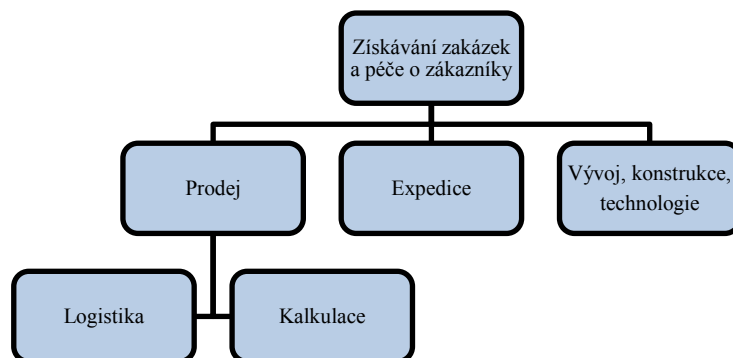 Získávání zakázek
a péče o zákazníky
Prodej
Expedice
Vývoj, konstrukce,
technologie
Logistika
Kalkulace